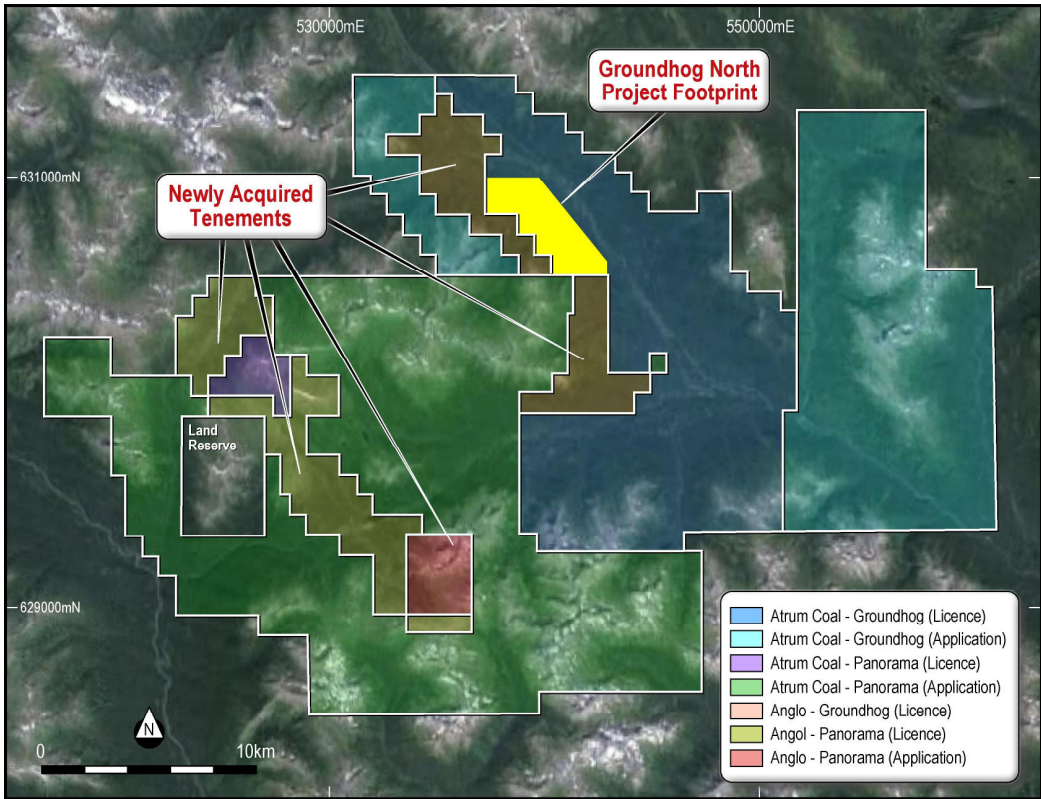 530000mE
550000mE
Groundhog North
Project Footprint
631000mN
Newly Acquired
Tenements
Land
Reserve
629000mN
N
0
10km
Atrum Coal - Groundhog (Licence)
Atrum Coal - Groundhog (Application)
Atrum Coal - Panorama (Licence)
Atrum Coal - Panorama (Application)
Anglo - Groundhog (Licence)
Angol - Panorama (Licence)
Anglo - Panorama (Application)